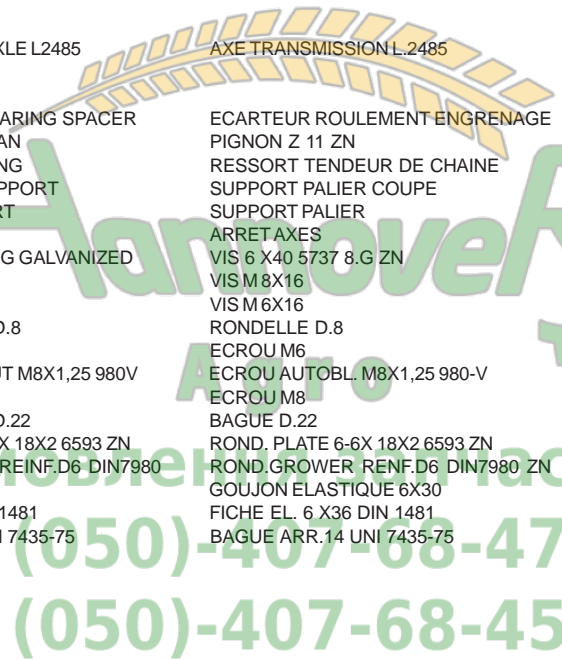 KLE L2485 AXE TRANSMISSION L.2485
ARING SPACER ECARTEUR ROULEMENT ENGRENAGE
AN PIGNON Z 11 ZN
NG RESSORT TENDEUR DE CHAINE
PPORT SUPPORT PALIER COUPE
RT SUPPORT PALIER
ARRET AXES
G GALVANIZED VIS 6 X40 5737 8.G ZN
VIS M 8X16
VIS M 6X16
D.8 RONDELLE D.8
ECROU M6
UT M8X1,25 980V ECROU AUTOBL. M8X1,25 980-V
ECROU M8
D.22 BAGUE D.22
X 18X2 6593 ZN ROND. PLATE 6-6X 18X2 6593 ZN
REINF.D6 DIN7980 ROND.GROWER RENF.D6 DIN7980 ZN
GOUJON ELASTIQUE 6X30
1481 FICHE EL. 6 X36 DIN 1481
I 7435-75 BAGUE ARR.14 UNI 7435-75
Hannover
Agro
мовлення запчас
(050)-407-68-47
(050)-407-68-45